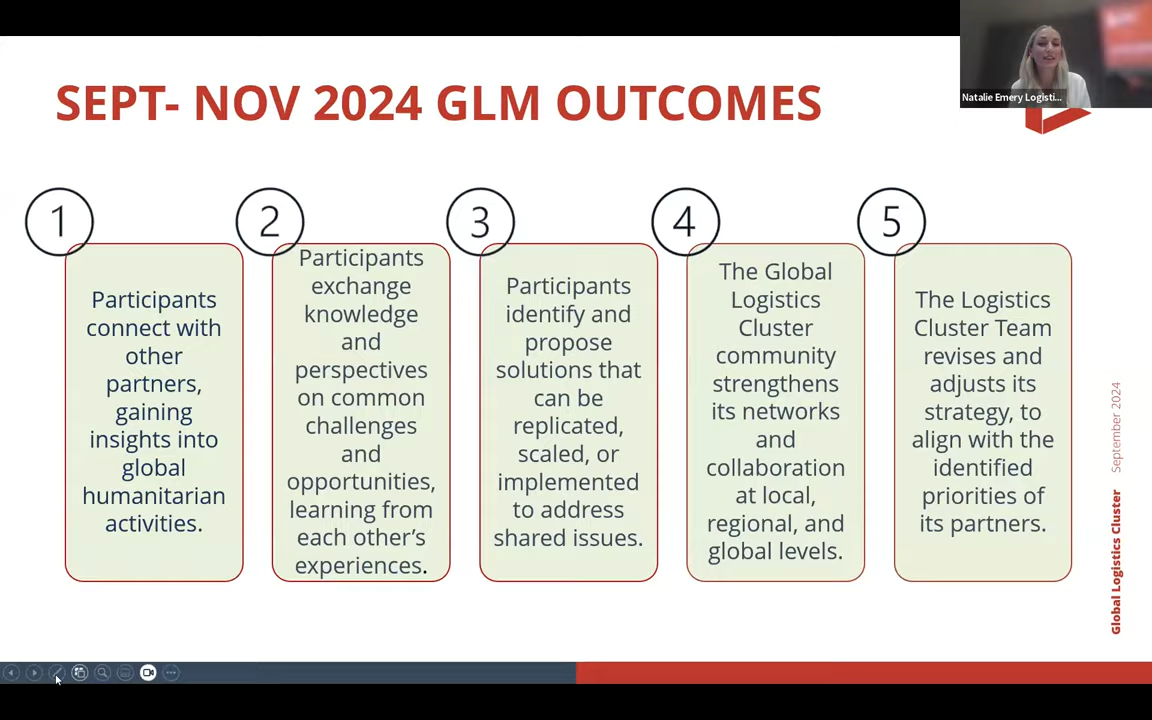 Natalie Emery Logisti...
SEPT- NOV 2024 GLM OUTCOMES
1
Participants
connect with
other
partners,
gaining
insights into
global
humanitarian
activities.
2
Participants
exchange
knowledge
and
perspectives
on common
challenges
and
opportunities,
learning from
each other’s
experiences.
3
Participants
identify and
propose
solutions that
can be
replicated,
scaled, or
implemented
to address
shared issues.
4
The Global
Logistics
Cluster
community
strengthens
its networks
and
collaboration
at local,
regional, and
global levels.
5
The Logistics
Cluster Team
revises and
adjusts its
strategy, to
align with the
identified
priorities of
its partners.
Global Logistics Cluster September 2024